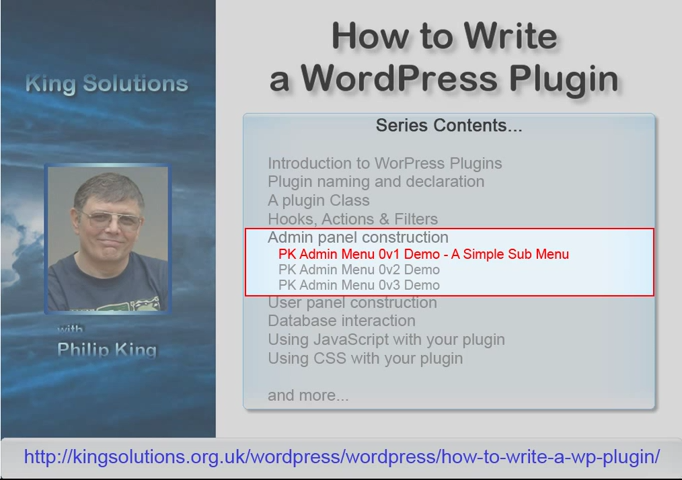 How to Write
a WordPress Plugin
King Solutions
Series Contents...
Introduction to WorPress Plugins
Plugin naming and declaration
A plugin Class
Hooks, Actions & Filters
Admin panel construction
PK Admin Menu 0v1 Demo - A Simple Sub Menu
PK Admin Menu 0v2 Demo
PK Admin Menu 0v3 Demo
User panel construction
Database interaction
Using JavaScript with your plugin
Using CSS with your plugin
and more...
with
Philip King
http://kingsolutions.org.uk/wordpress/wordpress/how-to-write-a-wp-plugin/